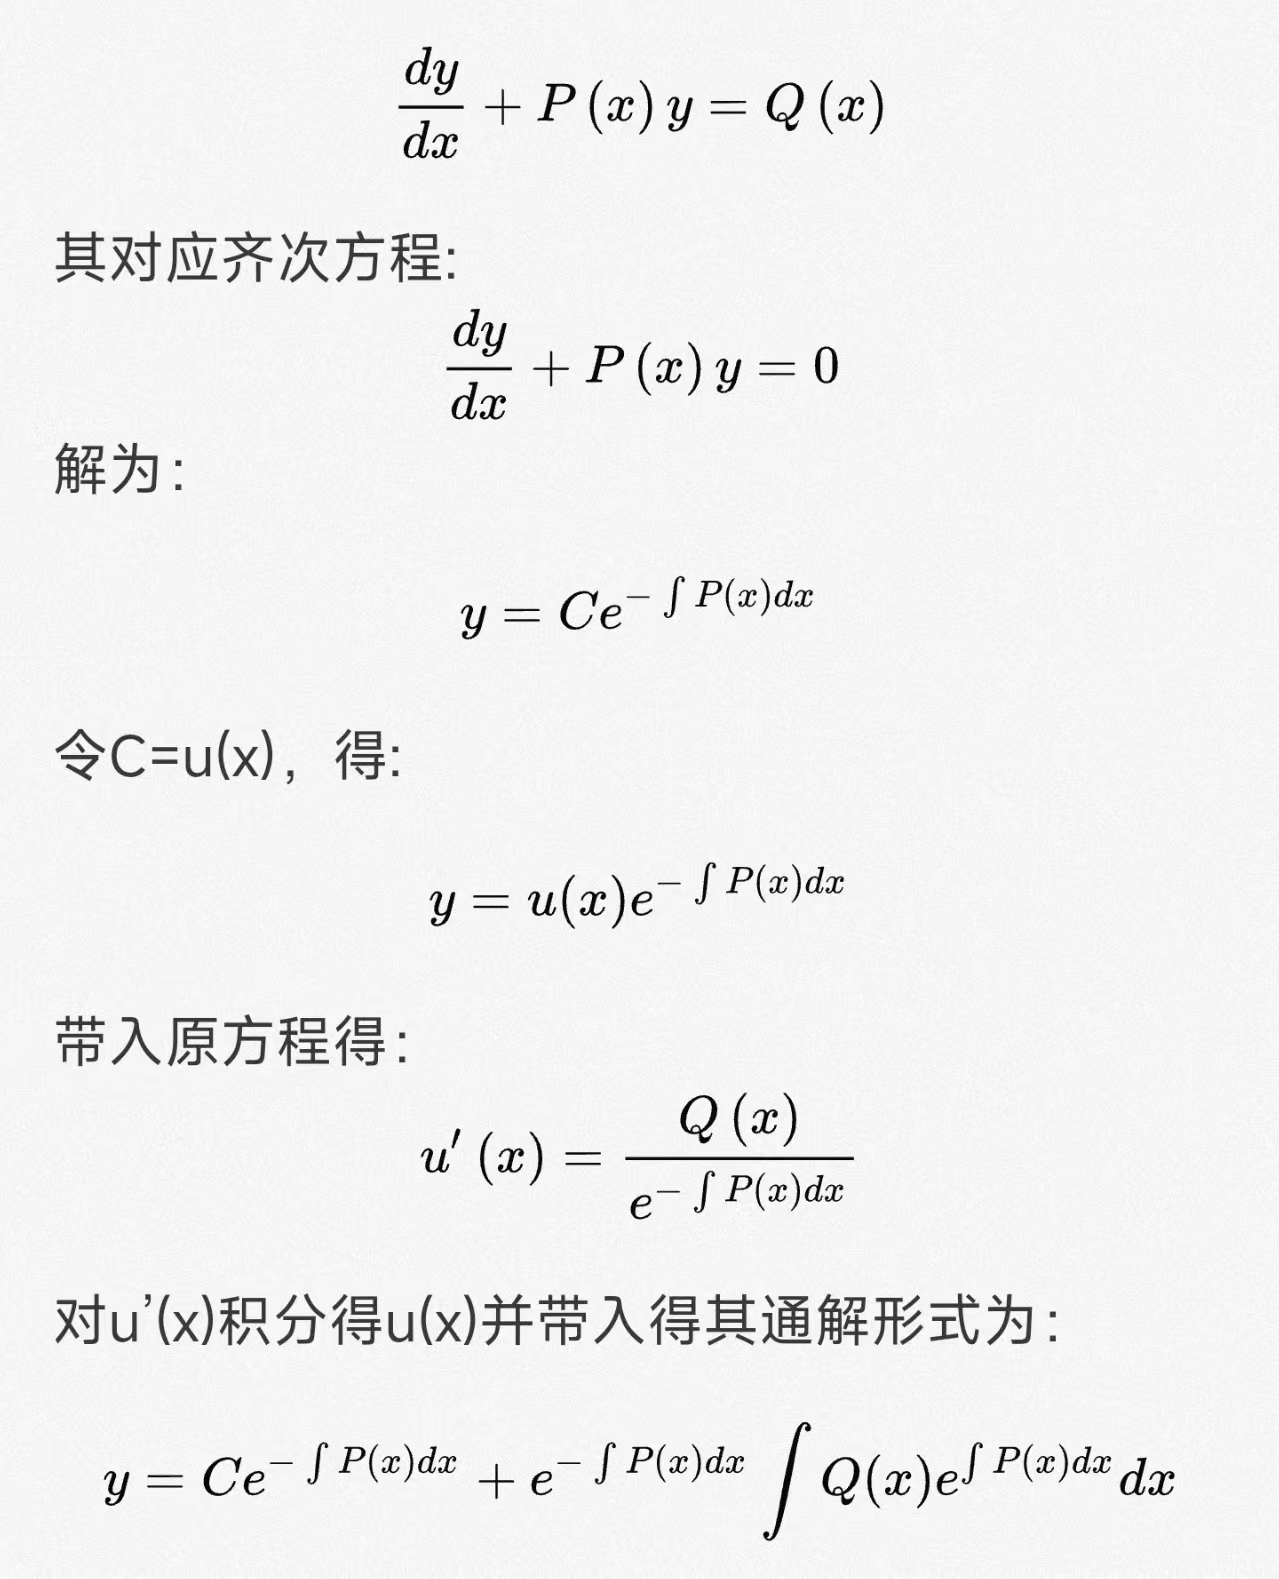 $$\frac{dy}{dx} + P(x)y = Q(x)$$
其对应齐次方程:
$$\frac{dy}{dx} + P(x)y = 0$$
解为:
$$y = Ce^{-\int P(x)dx}$$
令C=u(x)，得:
$$y = u(x)e^{-\int P(x)dx}$$
带入原方程得:
$$u'(x) = \frac{Q(x)}{e^{-\int P(x)dx}}$$
对u’(x)积分得u(x)并带入得其通解形式为:
$$y = Ce^{-\int P(x)dx} + e^{-\int P(x)dx} \int Q(x)e^{\int P(x)dx} dx$$